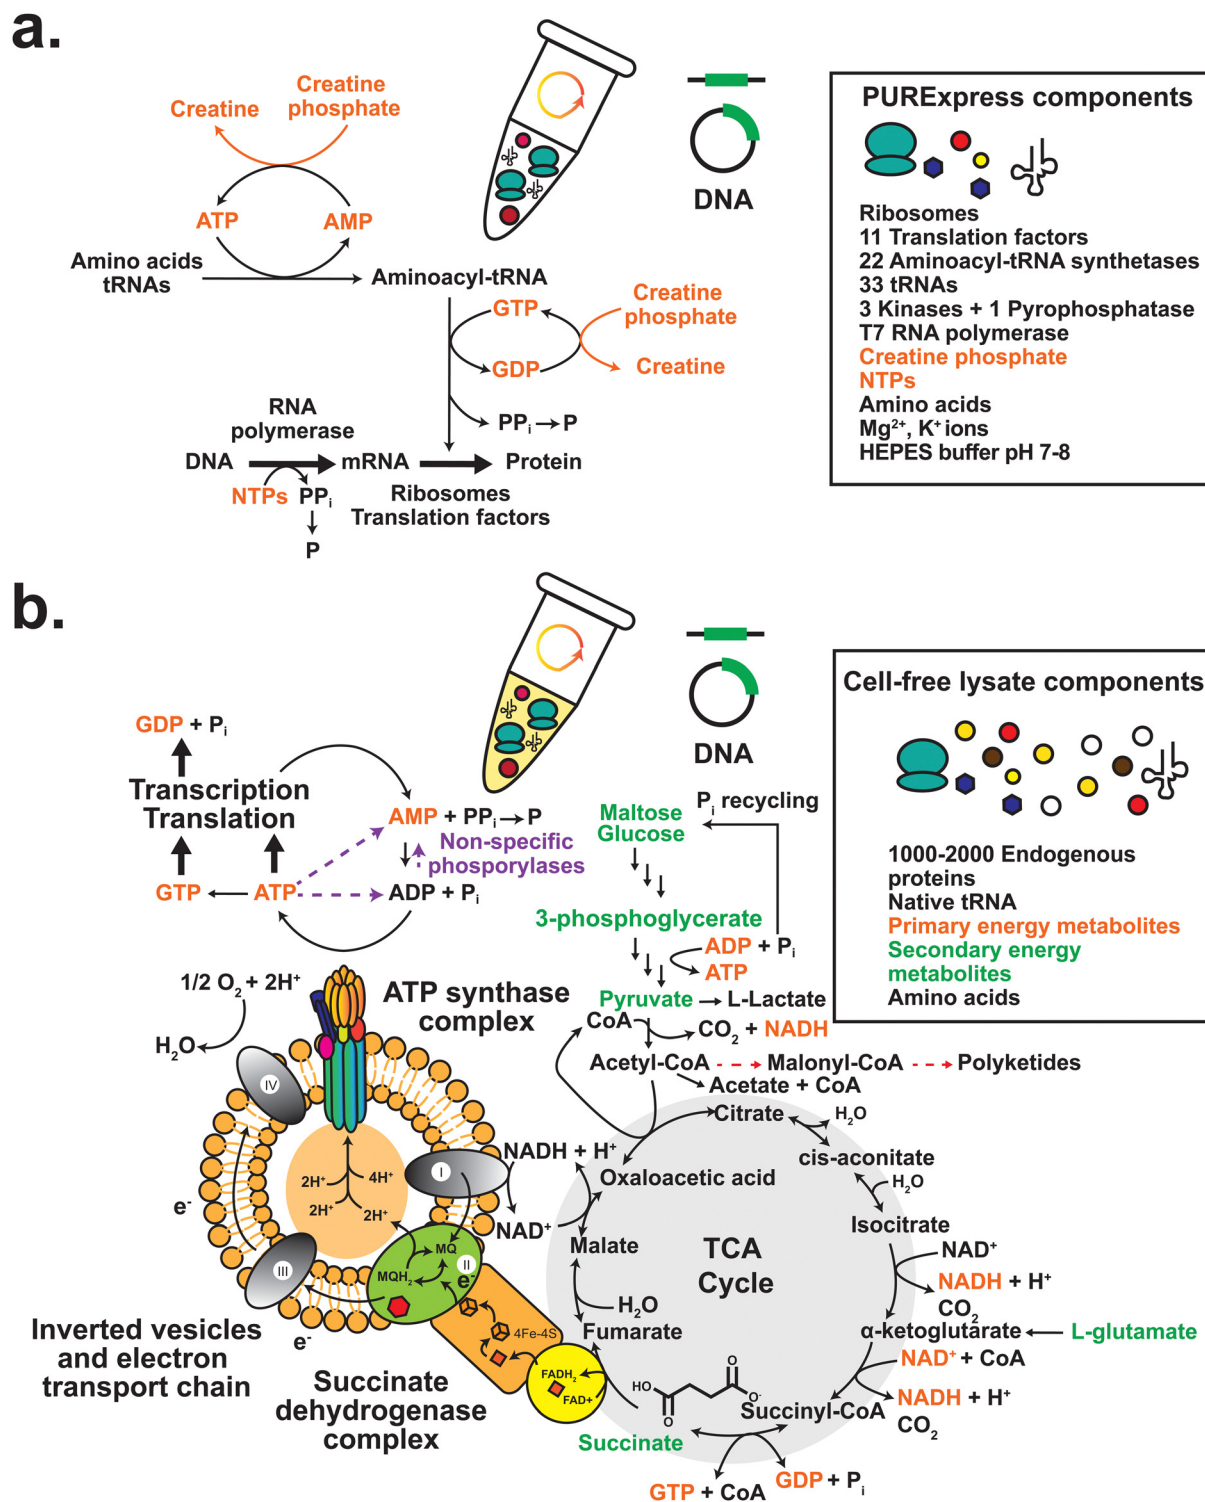 a.
Creatine
Creatine
phosphate
ATP
AMP
Amino acids
tRNAs
Aminoacyl-tRNA
GTP
GDP
Creatine
phosphate
Creatine
PPi
P
RNA
polymerase
DNA
mRNA
Protein
NTPs
PPi
P
Ribosomes
Translation factors
DNA
PURExpress components
Ribosomes
11 Translation factors
22 Aminoacyl-tRNA synthetases
33 tRNAs
3 Kinases + 1 Pyrophosphatase
T7 RNA polymerase
Creatine phosphate
NTPs
Amino acids
Mg2+, K+ ions
HEPES buffer pH 7-8
b.
GDP + Pi
Transcription
Translation
GTP
ATP
AMP + PPi
P
Non-specific
phosporylases
ADP + Pi
DNA
Cell-free lysate components
1000-2000 Endogenous
proteins
Native tRNA
Primary energy metabolites
Secondary energy
metabolites
Amino acids
Maltose
Glucose
Pi recycling
3-phosphoglycerate
ADP + Pi
ATP
Pyruvate
L-Lactate
CoA
CO2 + NADH
Acetyl-CoA
Malonyl-CoA
Polyketides
Acetate + CoA
1/2 O2 + 2H+
H2O
ATP synthase
complex
IV
I
III
II
2H+
4H+
2H+
2H+
e-
e-
e-
MQ
MQH2
4Fe-4S
FADH2
FAD+
Inverted vesicles
and electron
transport chain
Succinate
dehydrogenase
complex
NADH + H+
NAD+
TCA
Cycle
Citrate
H2O
cis-aconitate
H2O
Isocitrate
NAD+
NADH + H+
CO2
α-ketoglutarate
L-glutamate
NAD+ + CoA
NADH + H+
CO2
Succinyl-CoA
GDP + Pi
GTP + CoA
Succinate
HO
O
O
O-
Fumarate
H2O
Malate
Oxaloacetic acid